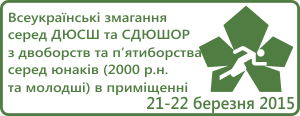 Всеукраїнські змагання
серед ДЮСШ та СДЮШОР
з двоборств та п'ятиборства
серед юнаків (2000 р.н.
та молодші) в приміщенні
21-22 березня 2015